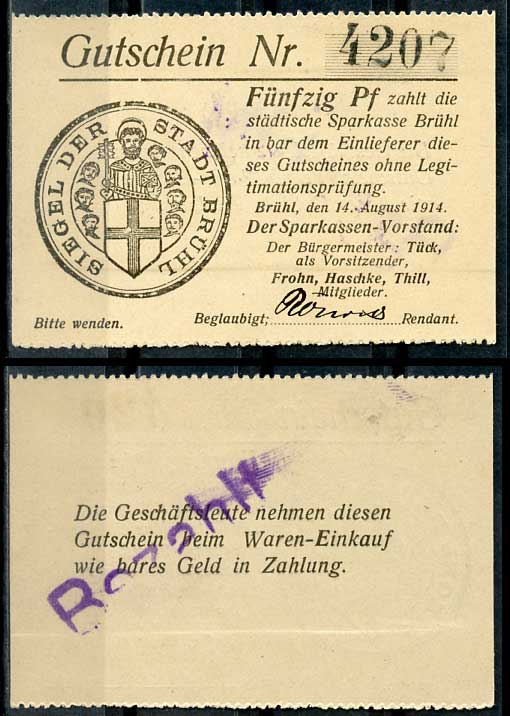 Gutschein Nr. 4207
SIEGEL DER STADT BRÜHL
Fünfzig Pf zahlt die
städtische Sparkasse Brühl
in bar dem Einlieferer die-
ses Gutscheines ohne Legi-
timationsprüfung.
Brühl, den 14. August 1914.
Der Sparkassen-Vorstand:
Der Bürgermeister: Tück,
als Vorsitzender,
Frohn, Haschke, Thill,
Mitglieder.
Bitte wenden.
Beglaubigt; Rendant.
Die Geschäftsleute nehmen diesen
Gutschein beim Waren-Einkauf
wie bares Geld in Zahlung.
Bezahlt